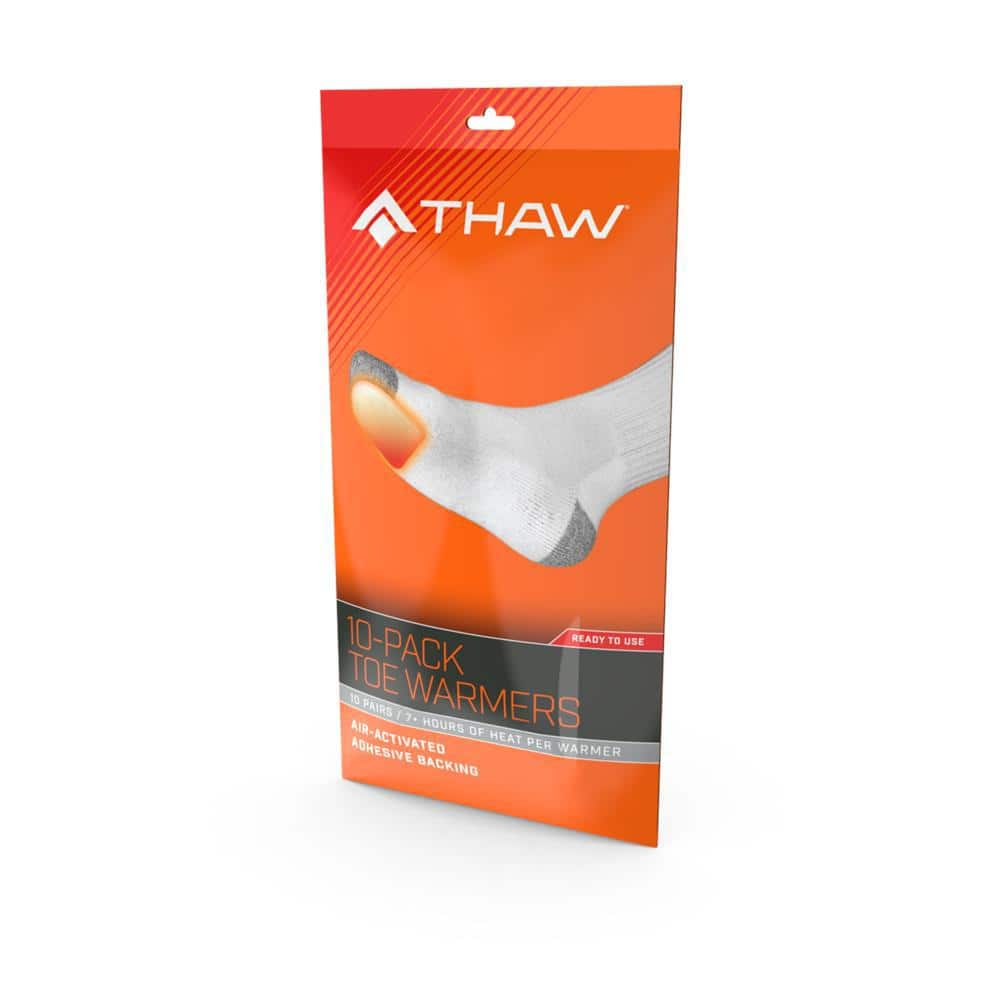 THAW
READY TO USE
10-PACK
TOE WARMERS
10 PAIRS / 7+ HOURS OF HEAT PER WARMER
AIR-ACTIVATED
ADHESIVE BACKING